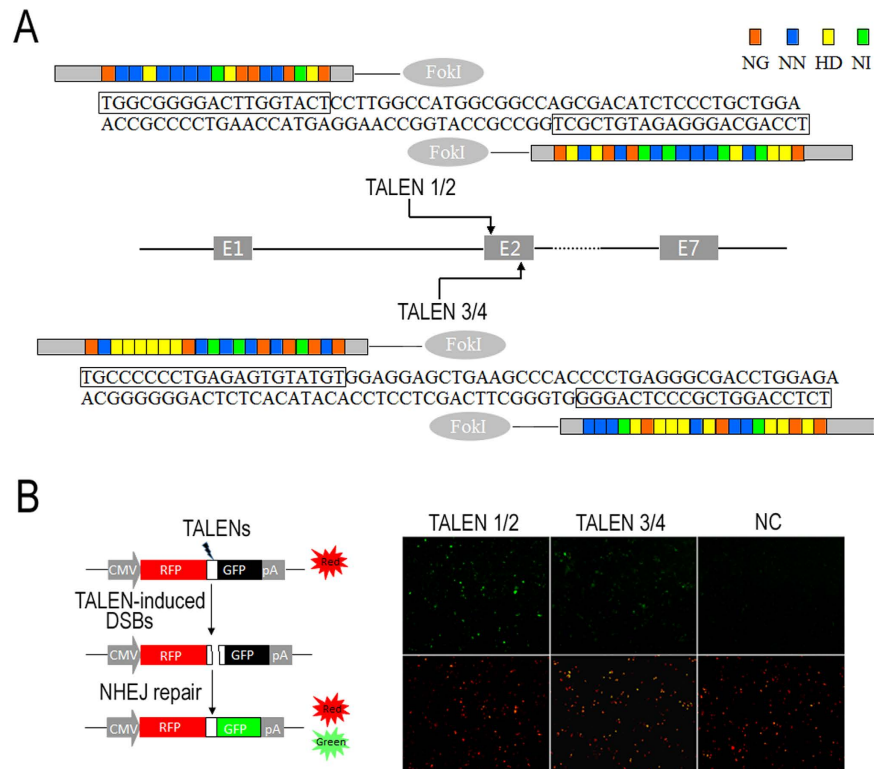 A
NG NN HD NI
FokI
TGGCGGGGACTTGGTACTCCTTGGCCATGGCGGCCAGCGACATCTCCCTGCTGGA
ACCGCCCCTGAACCATGAGGAACCGGTACCGCCGGTCGCTGTAGAGGGACGACCT
FokI
TALEN 1/2
E1 E2 E7
TALEN 3/4
FokI
TGCCCCCCTGAGAGTGTATGTGGAGGAGCTGAAGCCCACCCCTGAGGGCGACCTGGAGA
ACGGGGGGACTCTCACATACACCTCCTCGACTTCGGGTGGGGACTCCCGCTGGACCTCT
FokI
B
TALENs
CMV RFP GFP pA Red
TALEN-induced
DSBs
CMV RFP GFP pA
NHEJ repair
Red
CMV RFP GFP pA
Green
TALEN 1/2 TALEN 3/4 NC